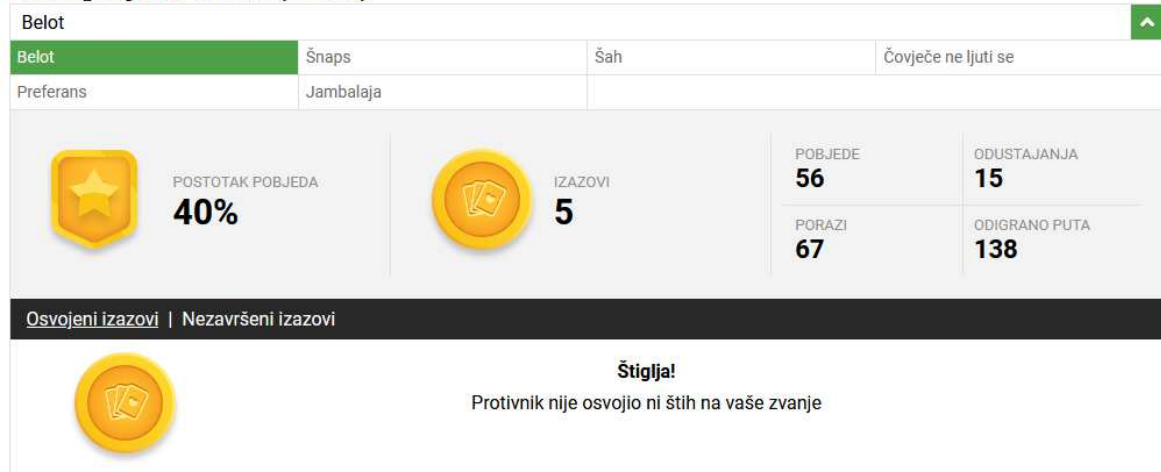 Belot
Belot Šnaps Šah Čovječe ne ljuti se
Preferans Jambalaja
POSTOTAK POBJEDA
40%
IZAZOVI
5
POBJEDE
56
ODUSTAJANJA
15
PORAZI
67
ODIGRANO PUTA
138
Osvojeni izazovi | Nezavršeni izazovi
Štiglja!
Protivnik nije osvojio ni štih na vaše zvanje